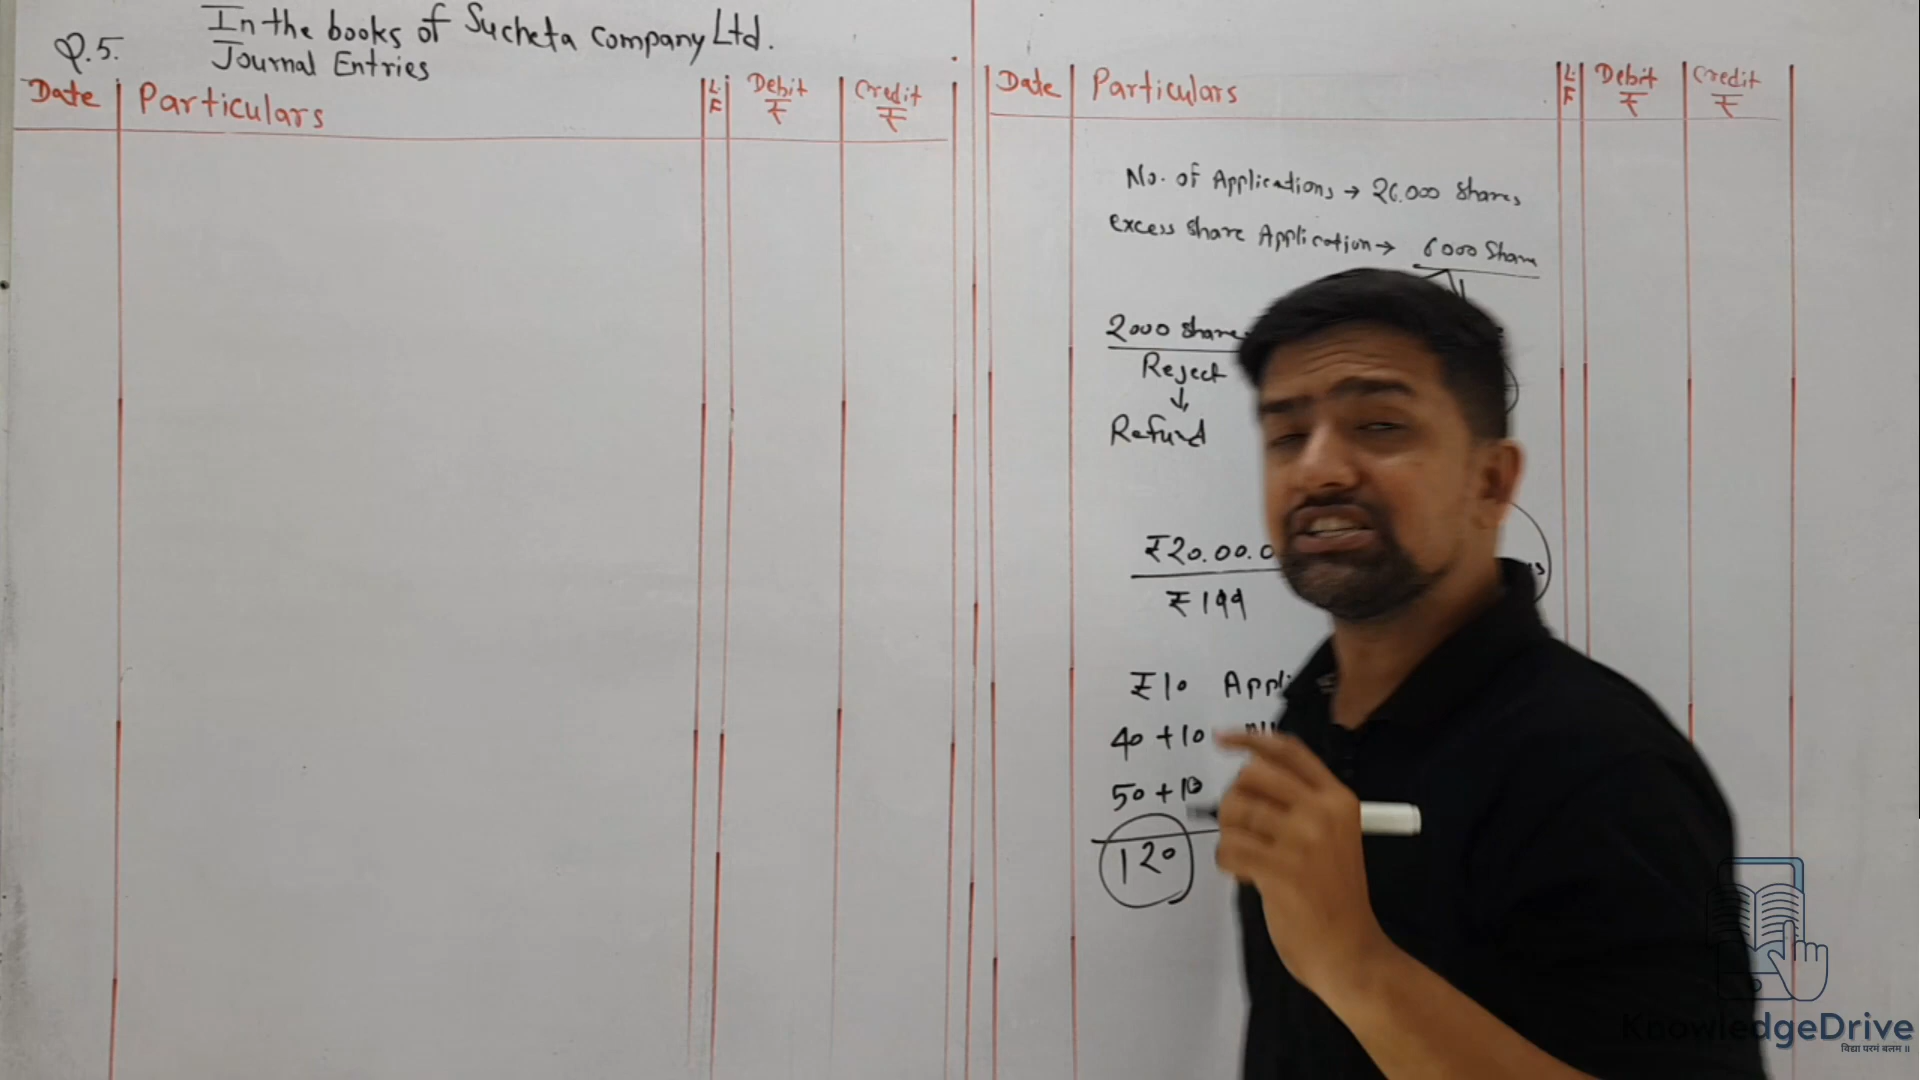 In the books of Sucheta Company Ltd.
Q.5.
Journal Entries
Date Particulars L.F Debit ₹ Credit ₹
Date Particulars L.F Debit ₹ Credit ₹
No. of Applications → 26,000 Shares
excess Share Application → 6000 Share
2000 Share
Reject
↓
Refund
₹20.00.0
₹199
₹10 Appli
40 + 10
50 + 10
120
KnowledgeDrive
विद्या परमं बलम ॥